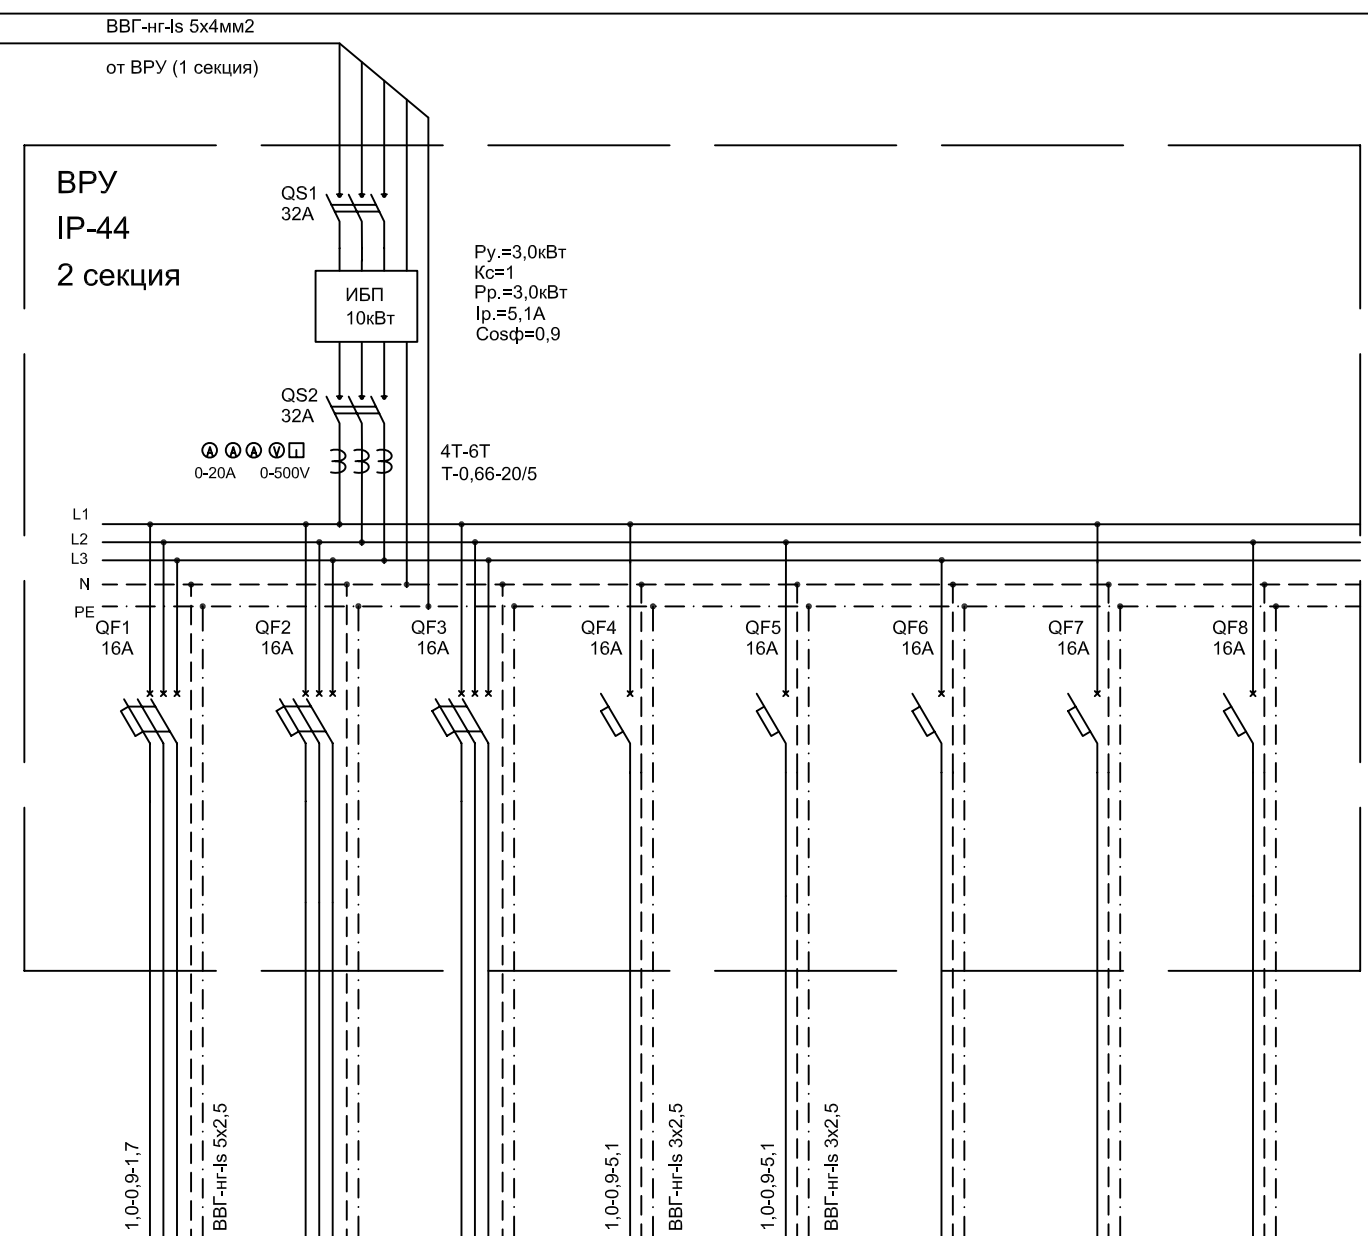 ВВГ-нг-ls 5х4мм2
от ВРУ (1 секция)
ВРУ
IP-44
2 секция
QS1
32А
Ру.=3,0кВт
Кс=1
Рр.=3,0кВт
Iр.=5,1А
Cosф=0,9
ИБП
10кВт
QS2
32А
A A A V
0-20А 0-500V
4Т-6Т
Т-0,66-20/5
L1
L2
L3
N
PE
QF1
16А
QF2
16А
QF3
16А
QF4
16А
QF5
16А
QF6
16А
QF7
16А
QF8
16А
1,0-0,9-1,7
ВВГ-нг-ls 5х2,5
1,0-0,9-5,1
ВВГ-нг-ls 3х2,5
1,0-0,9-5,1
ВВГ-нг-ls 3х2,5